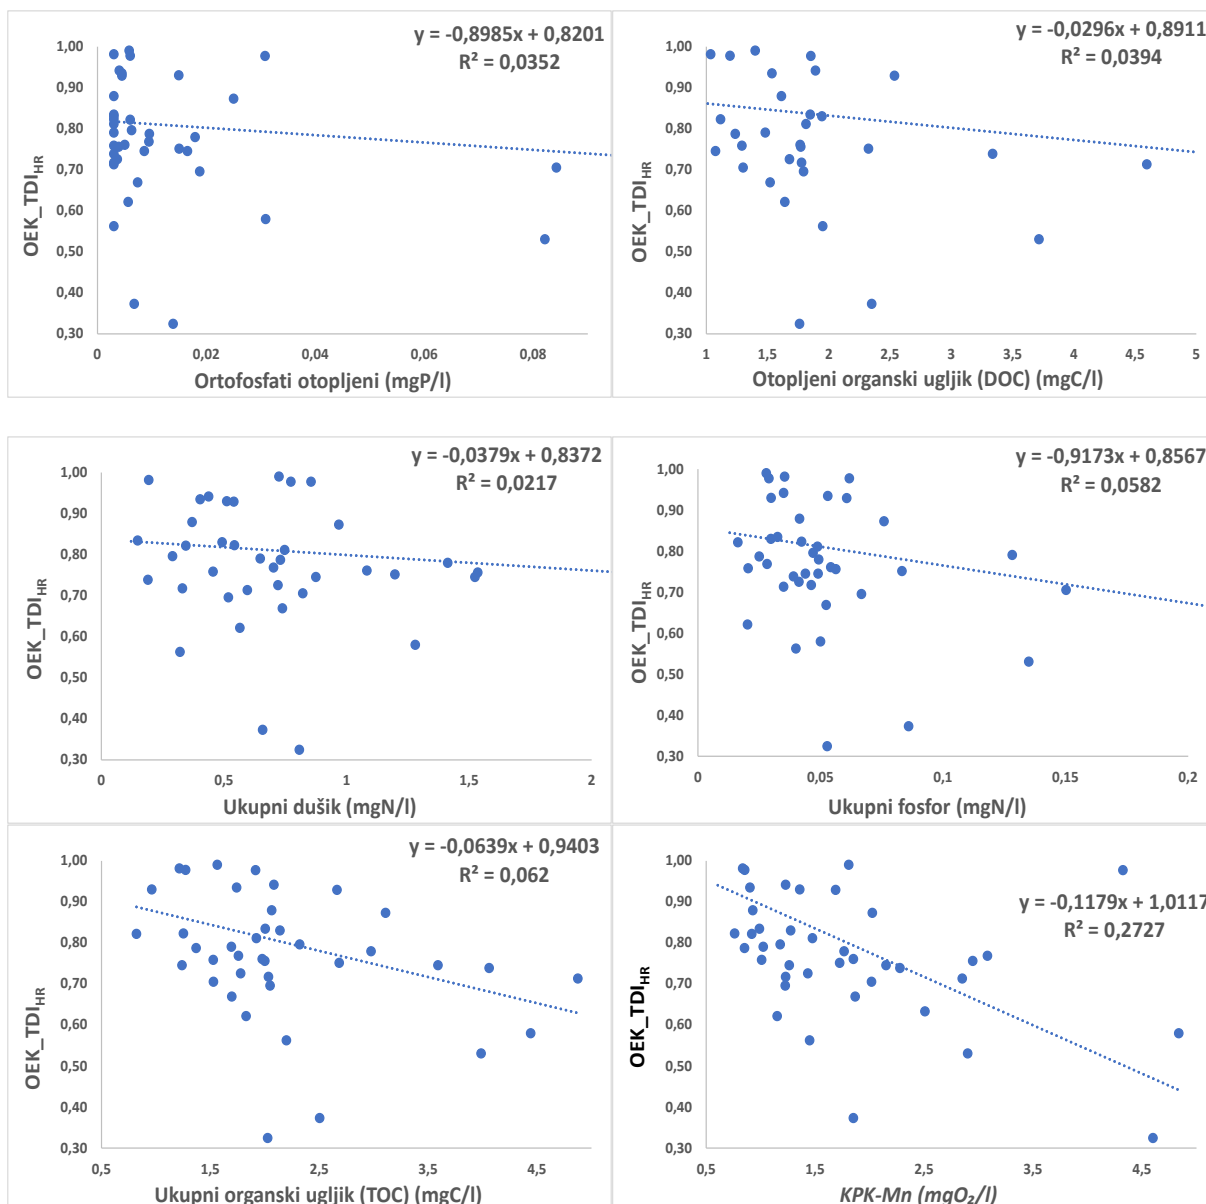 y = -0,8985x + 0,8201
R² = 0,0352
1,00
0,90
0,80
0,70
0,60
0,50
0,40
0,30
OEK_TDIHR
0 0,02 0,04 0,06 0,08
Ortofosfati otopljeni (mgP/l)
y = -0,0296x + 0,8911
R² = 0,0394
1,00
0,90
0,80
0,70
0,60
0,50
0,40
0,30
OEK_TDIHR
1 1,5 2 2,5 3 3,5 4 4,5 5
Otopljeni organski ugljik (DOC) (mgC/l)
y = -0,0379x + 0,8372
R² = 0,0217
1,00
0,90
0,80
0,70
0,60
0,50
0,40
0,30
OEK_TDIHR
0 0,5 1 1,5 2
Ukupni dušik (mgN/l)
y = -0,9173x + 0,8567
R² = 0,0582
1,00
0,90
0,80
0,70
0,60
0,50
0,40
0,30
OEK_TDIHR
0 0,05 0,1 0,15 0,2
Ukupni fosfor (mgN/l)
y = -0,0639x + 0,9403
R² = 0,062
1,00
0,90
0,80
0,70
0,60
0,50
0,40
0,30
OEK_TDIHR
0,5 1,5 2,5 3,5 4,5
Ukupni organski ugljik (TOC) (mgC/l)
y = -0,1179x + 1,0117
R² = 0,2727
1,00
0,90
0,80
0,70
0,60
0,50
0,40
0,30
OEK_TDIHR
0,5 1,5 2,5 3,5 4,5
KPK-Mn (mgO₂/l)